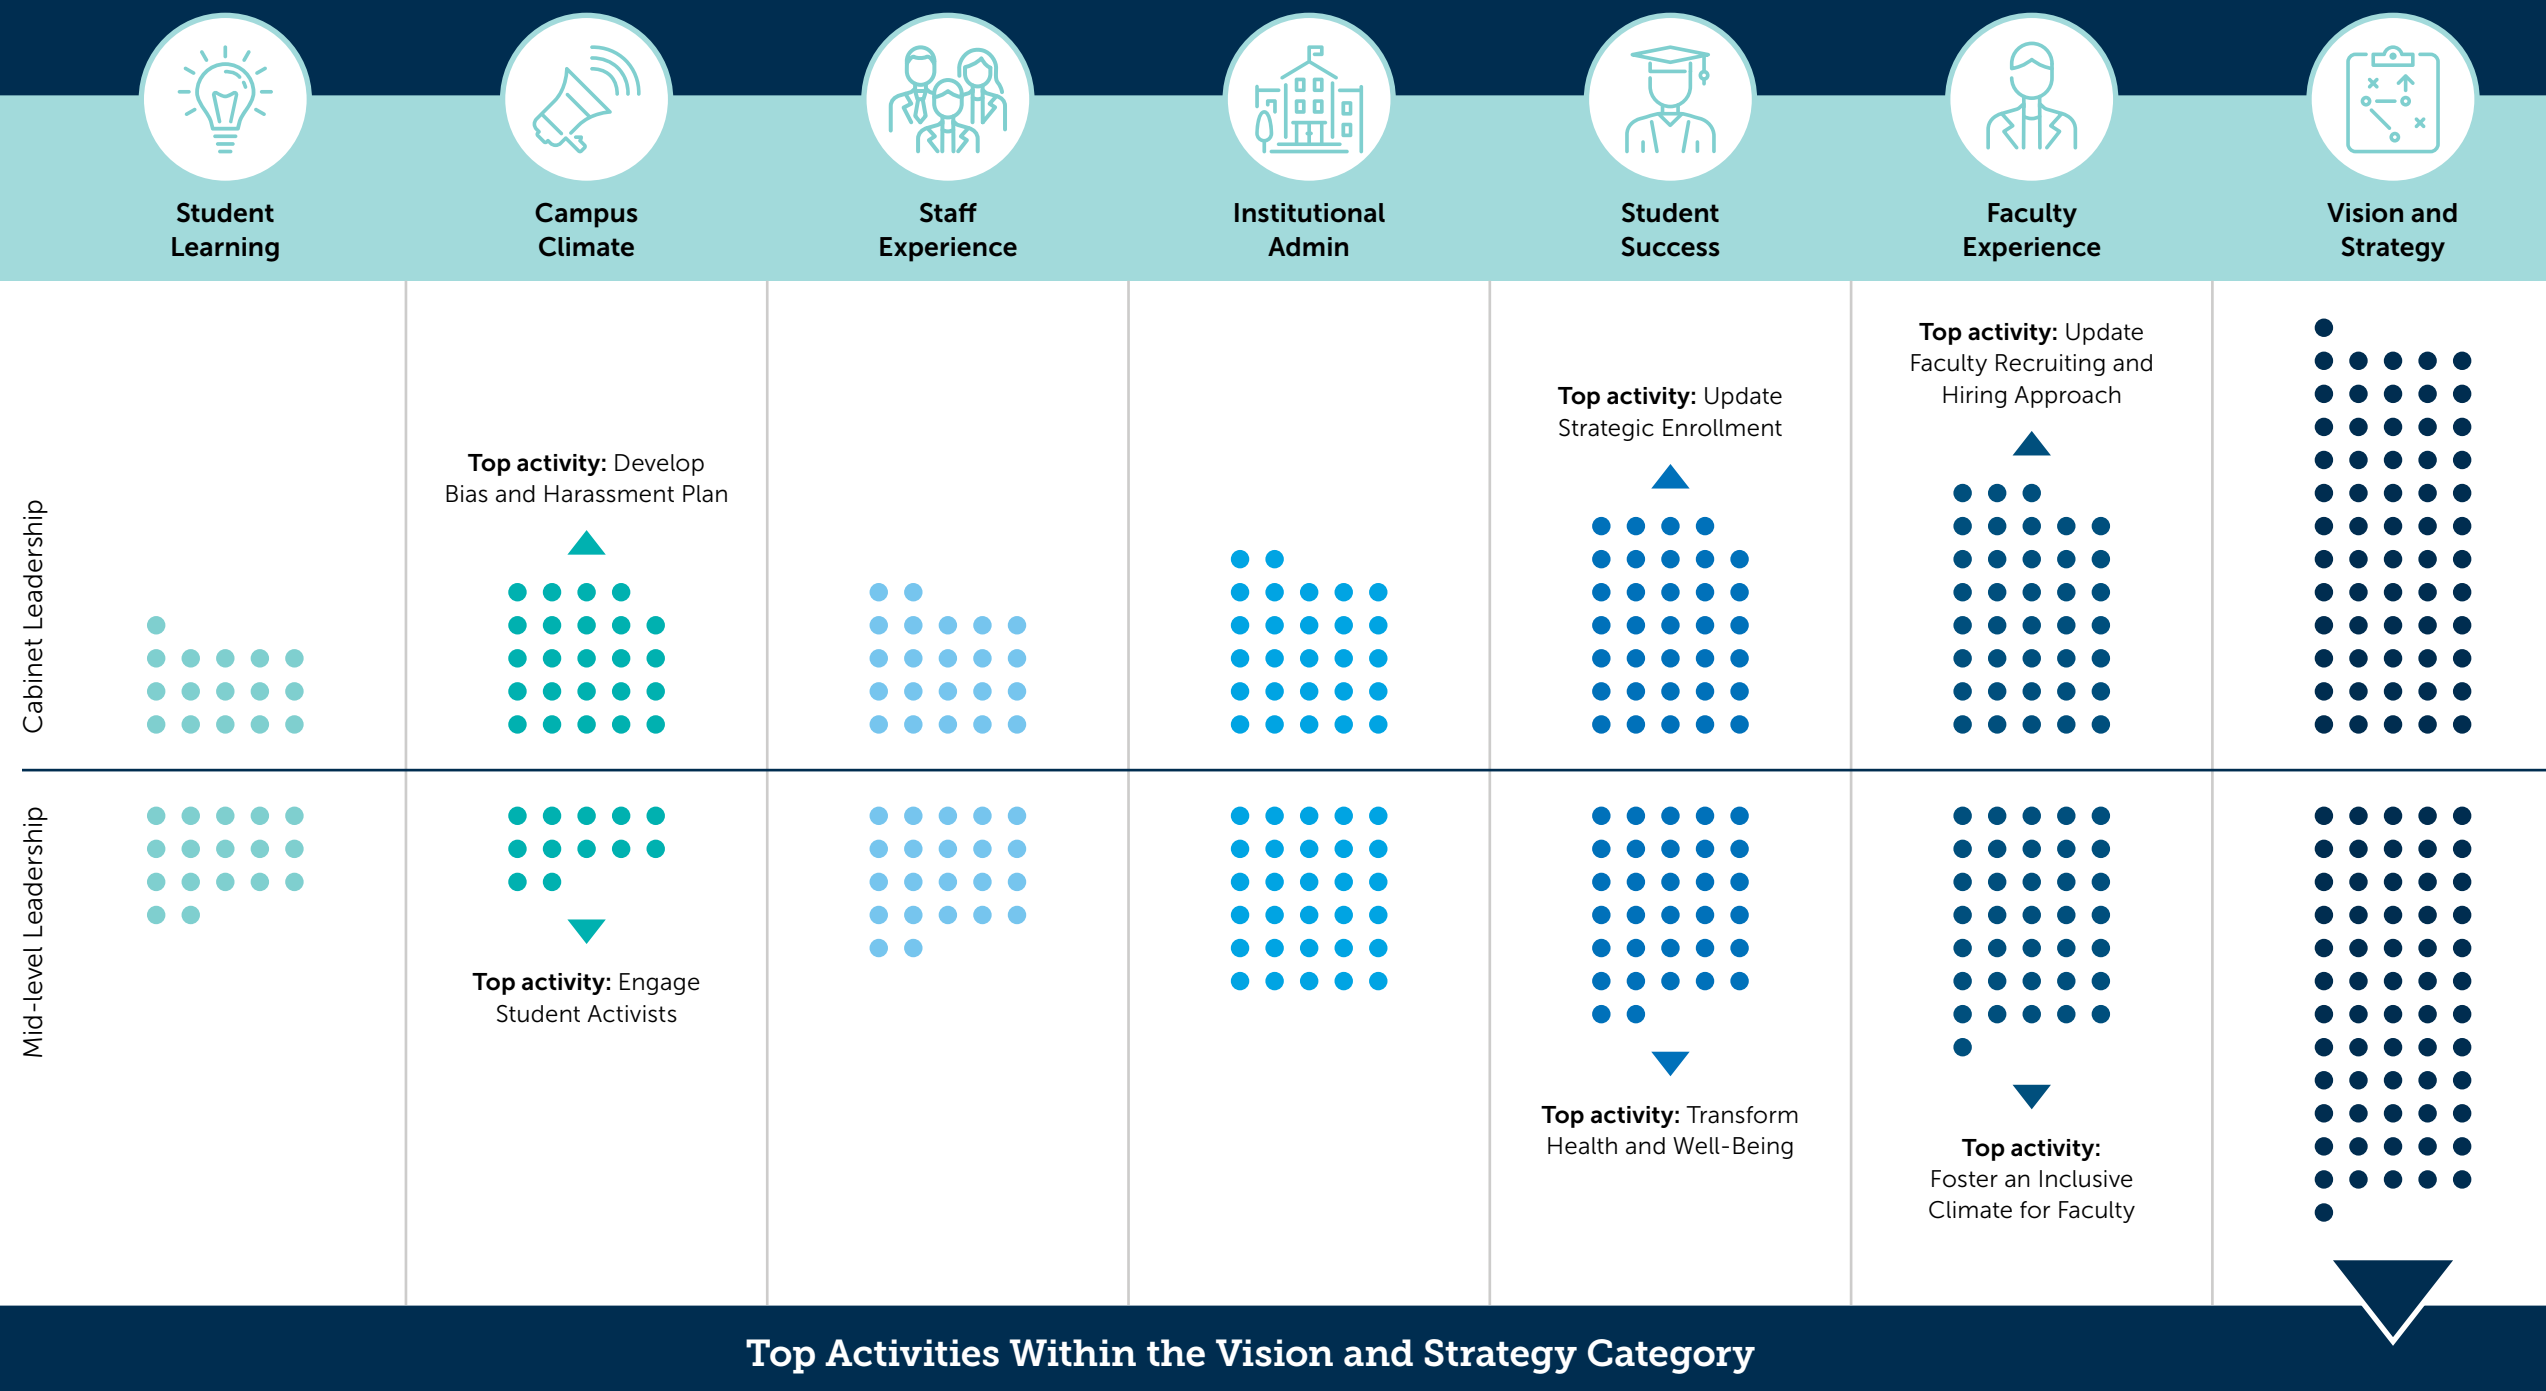 Student
Learning
Campus
Climate
Staff
Experience
Institutional
Admin
Student
Success
Faculty
Experience
Vision and
Strategy
Cabinet Leadership
Top activity: Develop
Bias and Harassment Plan
Top activity: Update
Strategic Enrollment
Top activity: Update
Faculty Recruiting and
Hiring Approach
Mid-level Leadership
Top activity: Engage
Student Activists
Top activity: Transform
Health and Well-Being
Top activity:
Foster an Inclusive
Climate for Faculty
Top Activities Within the Vision and Strategy Category